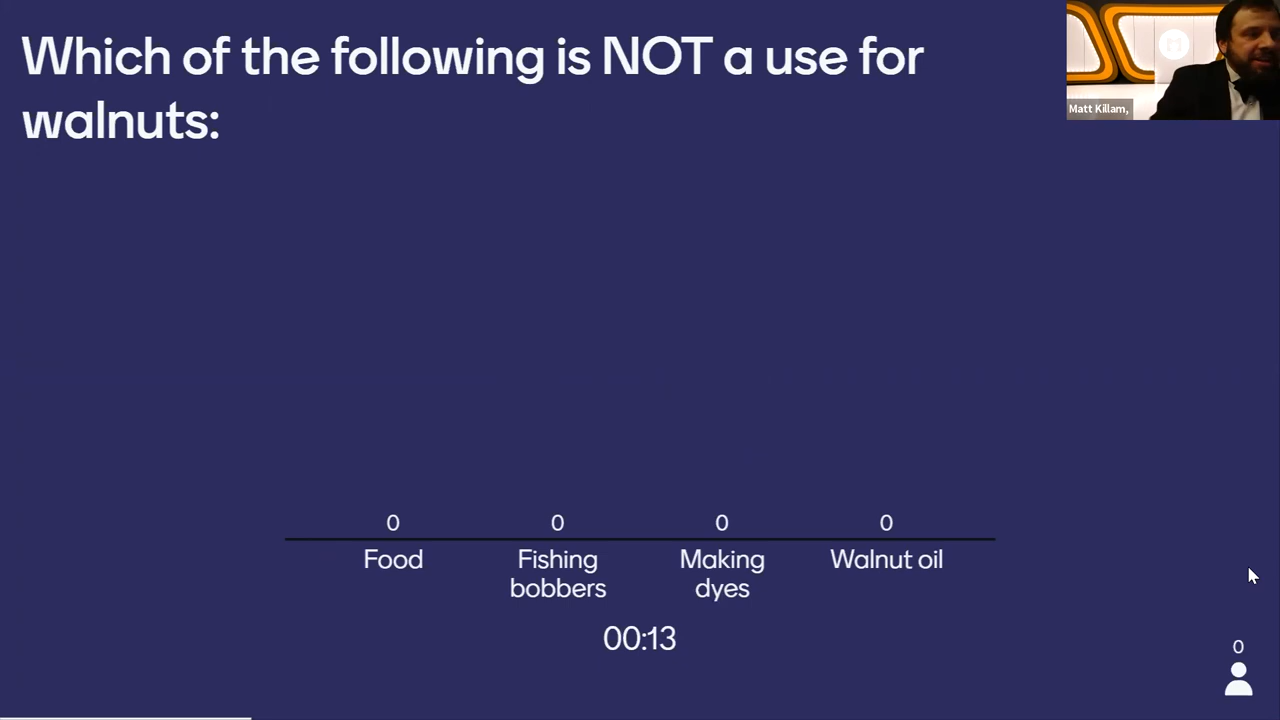 Which of the following is NOT a use for
walnuts:
Matt Killam,
0
0
0
0
Food
Fishing
bobbers
Making
dyes
Walnut oil
00:13
0